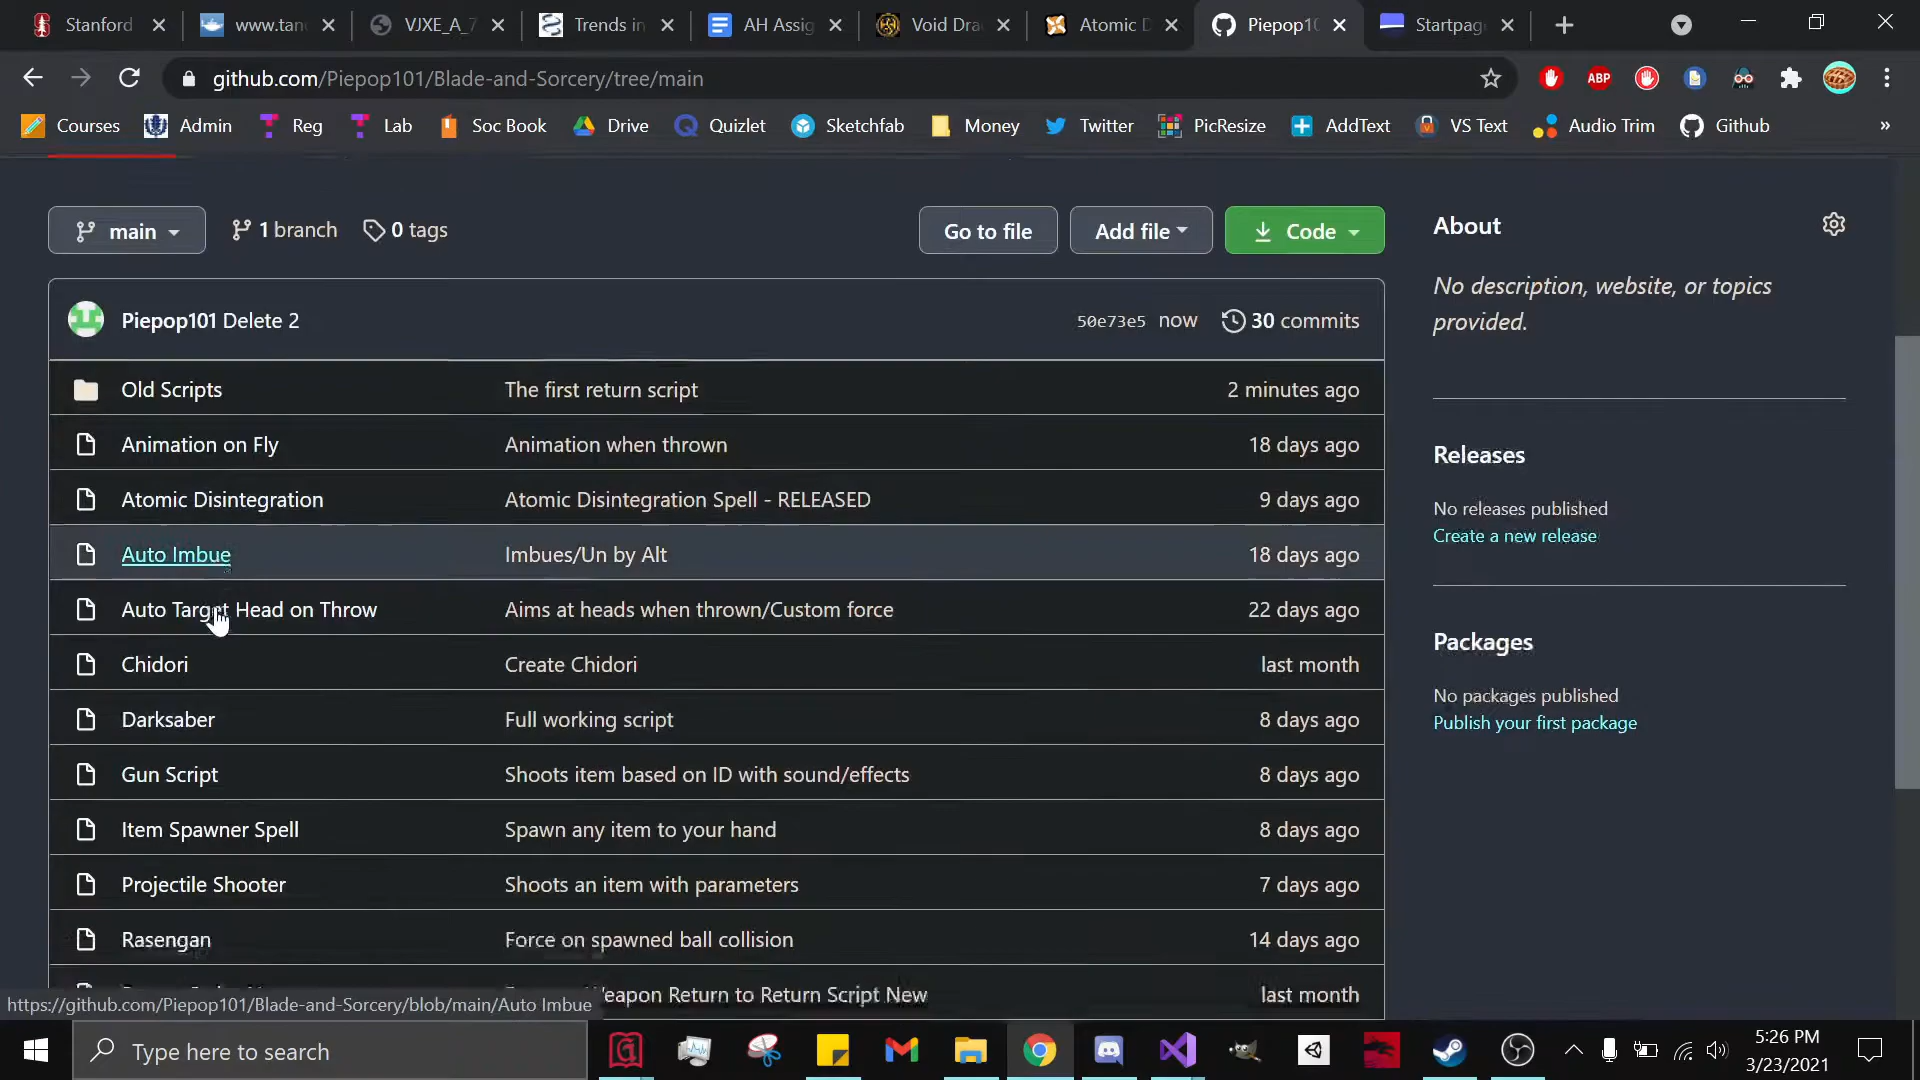 Stanford
www.tan
VJXE_A_7
Trends in
AH Assig
Void Dra
Atomic D
Piepop10
Startpag
github.com/Piepop101/Blade-and-Sorcery/tree/main
ABP
Courses
Admin
Reg
Lab
Soc Book
Drive
Quizlet
Sketchfab
Money
Twitter
PicResize
AddText
VS Text
Audio Trim
Github
»
main
1 branch
0 tags
Go to file
Add file
Code
About
No description, website, or topics
provided.
Piepop101 Delete 2
50e73e5 now
30 commits
Old Scripts The first return script 2 minutes ago
Animation on Fly Animation when thrown 18 days ago
Atomic Disintegration Atomic Disintegration Spell - RELEASED 9 days ago
Auto Imbue Imbues/Un by Alt 18 days ago
Auto Target Head on Throw Aims at heads when thrown/Custom force 22 days ago
Chidori Create Chidori last month
Darksaber Full working script 8 days ago
Gun Script Shoots item based on ID with sound/effects 8 days ago
Item Spawner Spell Spawn any item to your hand 8 days ago
Projectile Shooter Shoots an item with parameters 7 days ago
Rasengan Force on spawned ball collision 14 days ago
Weapon Return to Return Script New last month
Releases
No releases published
Create a new release
Packages
No packages published
Publish your first package
https://github.com/Piepop101/Blade-and-Sorcery/blob/main/Auto Imbue
Type here to search
5:26 PM
3/23/2021